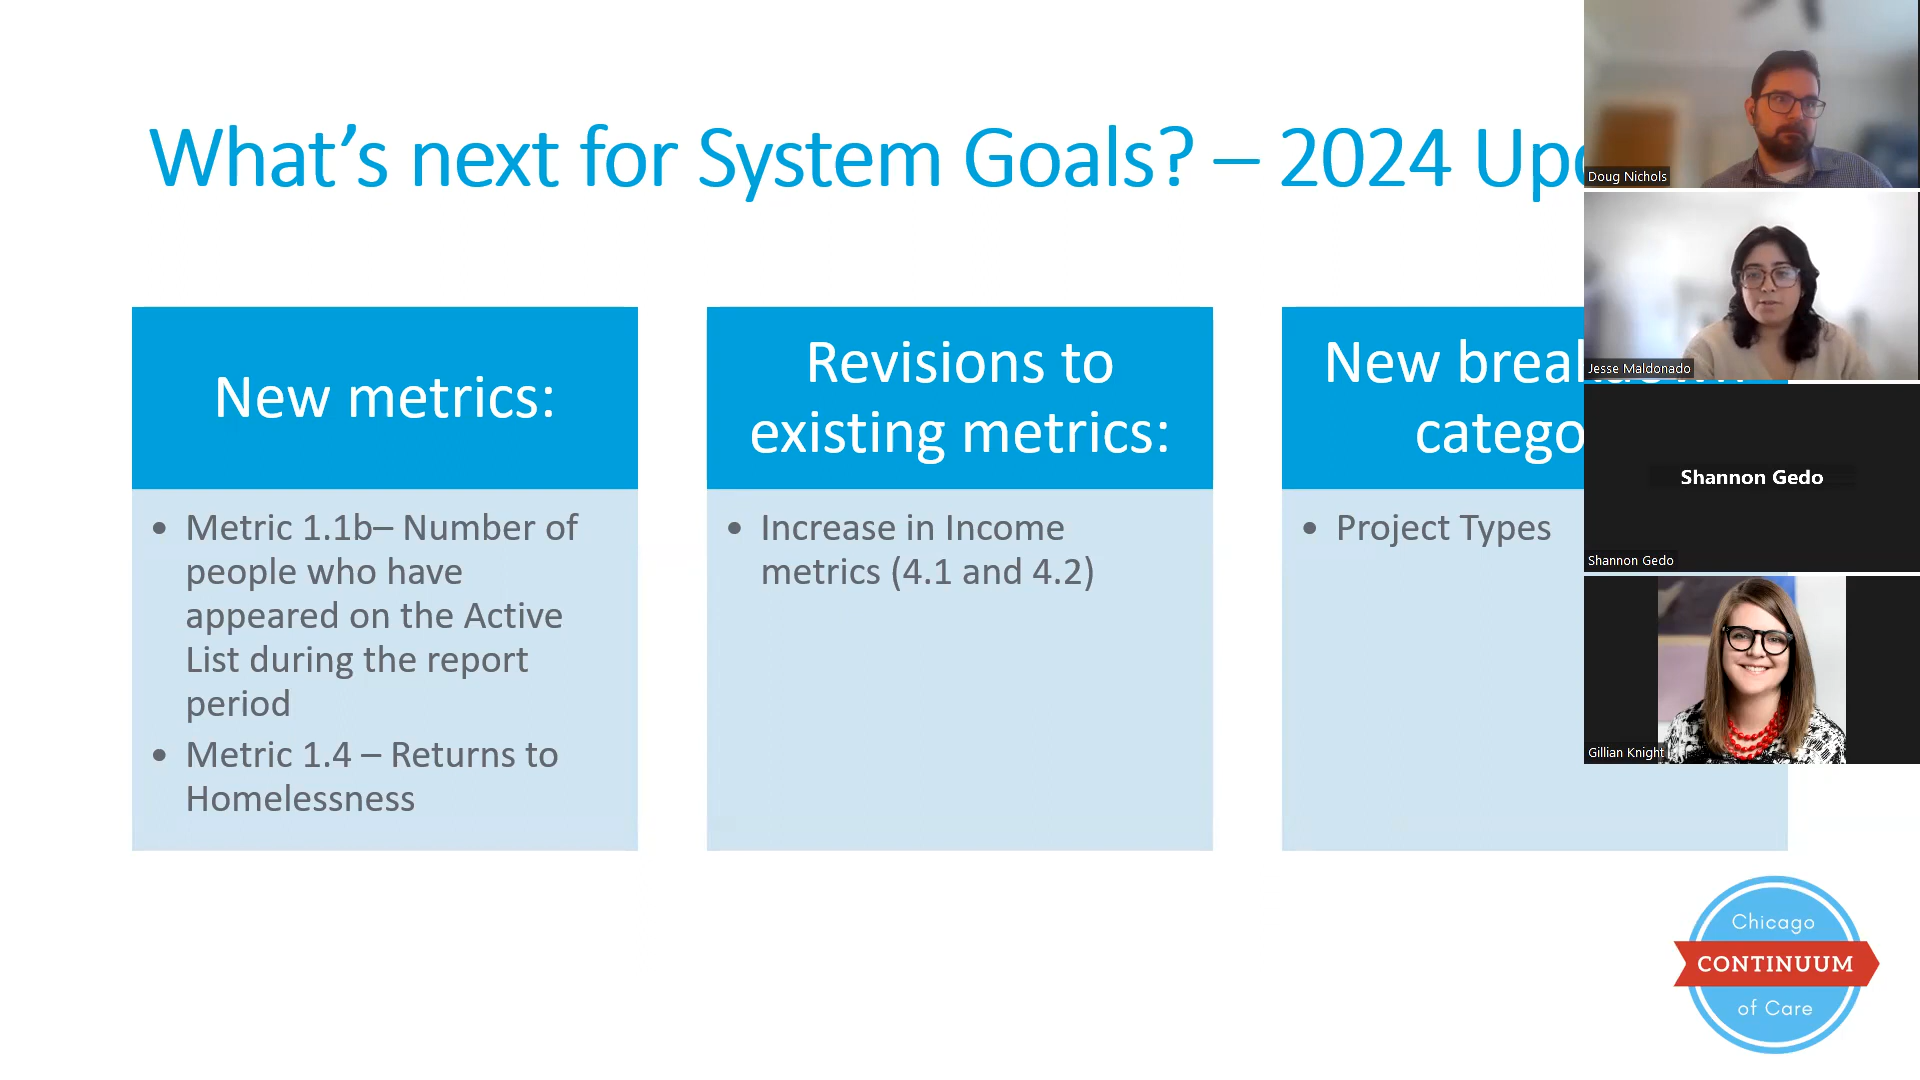 What's next for System Goals? – 2024
New metrics:
• Metric 1.1b– Number of
people who have
appeared on the Active
List during the report
period
• Metric 1.4 – Returns to
Homelessness
Revisions to
existing metrics:
• Increase in Income
metrics (4.1 and 4.2)
New
• Project Types
Doug Nichols
Jesse Maldonado
Shannon Gedo
Shannon Gedo
Gillian Knight
Chicago
CONTINUUM
of Care